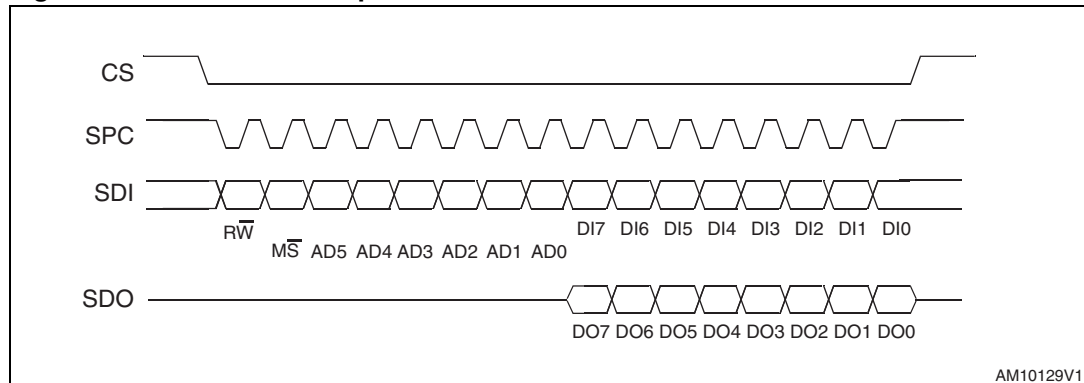 CS
SPC
SDI
RW̅
DI7 DI6 DI5 DI4 DI3 DI2 DI1 DI0
MS̅ AD5 AD4 AD3 AD2 AD1 AD0
SDO
DO7 DO6 DO5 DO4 DO3 DO2 DO1 DO0
AM10129V1